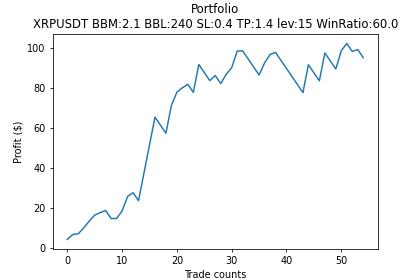 Portfolio
XRPUSDT BBM:2.1 BBL:240 SL:0.4 TP:1.4 lev:15 WinRatio:60.0
100
80
60
40
20
0
Profit ($)
0 10 20 30 40 50
Trade counts